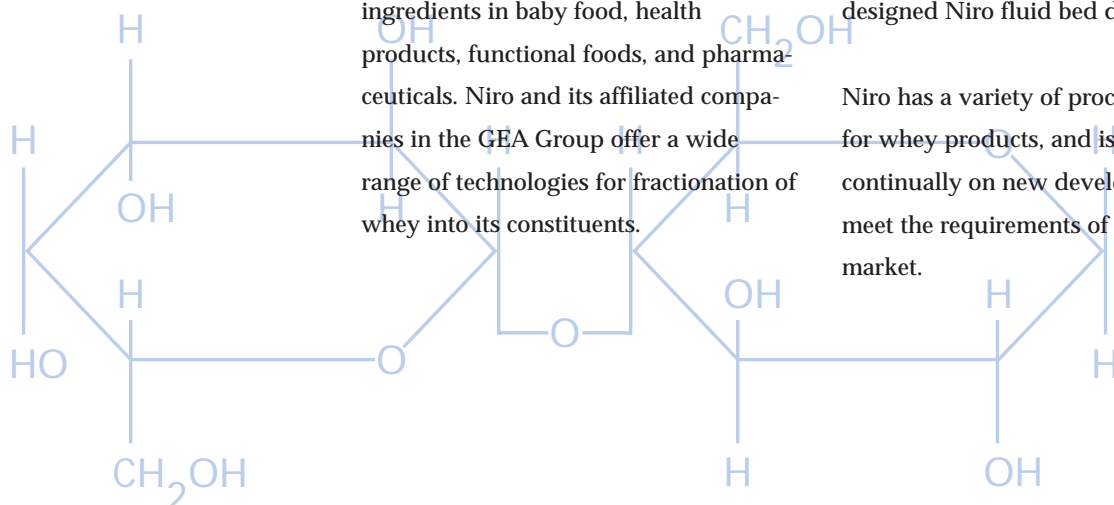 ingredients in baby food, health
products, functional foods, and pharma-
ceuticals. Niro and its affiliated compa-
nies in the GEA Group offer a wide
range of technologies for fractionation of
whey into its constituents.
designed Niro fluid bed
Niro has a variety of
for whey products, and is
continually on new
meet the requirements of
market.
H
OH
CH2OH
H
H
H
O
H
OH
H
H
H
OH
H
O
HO
O
H
CH2OH
H
OH